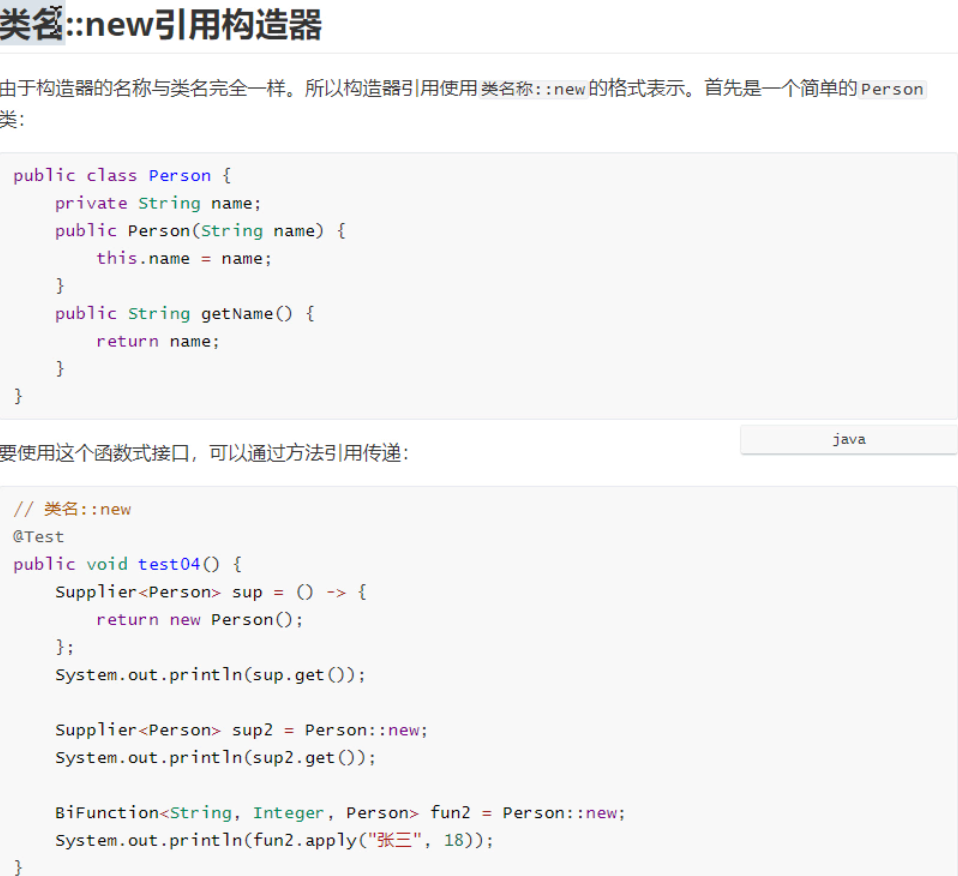 类名::new引用构造器
由于构造器的名称与类名完全一样。所以构造器引用使用类名称::new的格式表示。首先是一个简单的Person
类：
public class Person {
    private String name;
    public Person(String name) {
        this.name = name;
    }
    public String getName() {
        return name;
    }
}
java
要使用这个函数式接口，可以通过方法引用传递：
// 类名::new
@Test
public void test04() {
    Supplier<Person> sup = () -> {
        return new Person();
    };
    System.out.println(sup.get());
    Supplier<Person> sup2 = Person::new;
    System.out.println(sup2.get());
    BiFunction<String, Integer, Person> fun2 = Person::new;
    System.out.println(fun2.apply("张三", 18));
}